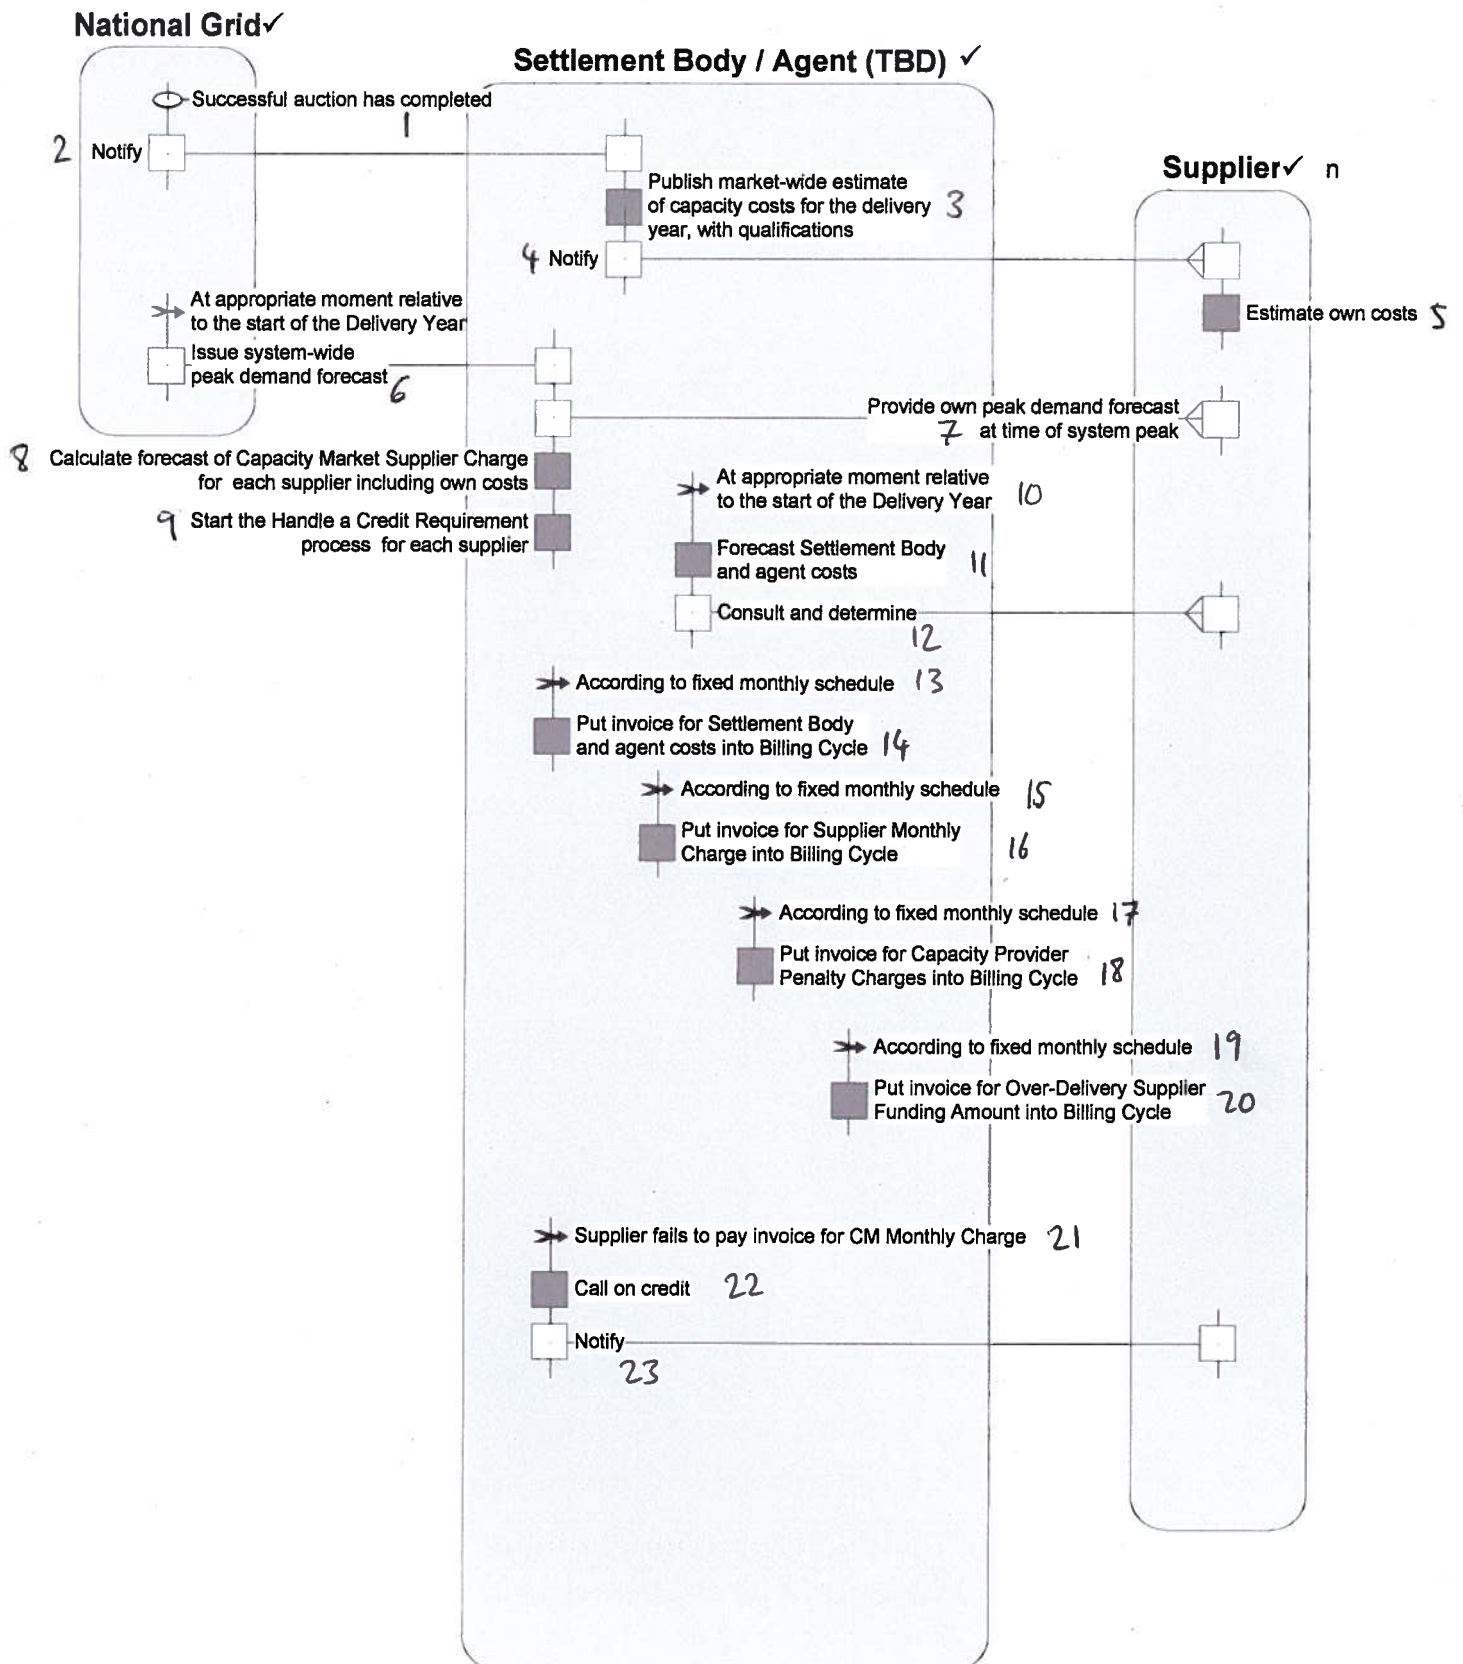 National Grid✓
Settlement Body / Agent (TBD) ✓
Successful auction has completed
1
2 Notify
Supplier✓ n
Publish market-wide estimate
of capacity costs for the delivery 3
year, with qualifications
4 Notify
At appropriate moment relative
to the start of the Delivery Year
Estimate own costs 5
Issue system-wide
peak demand forecast 6
Provide own peak demand forecast
7 at time of system peak
8 Calculate forecast of Capacity Market Supplier Charge
for each supplier including own costs
At appropriate moment relative
to the start of the Delivery Year 10
9 Start the Handle a Credit Requirement
process for each supplier
Forecast Settlement Body
and agent costs 11
Consult and determine
12
According to fixed monthly schedule 13
Put invoice for Settlement Body
and agent costs into Billing Cycle 14
According to fixed monthly schedule 15
Put invoice for Supplier Monthly
Charge into Billing Cycle 16
According to fixed monthly schedule 17
Put invoice for Capacity Provider
Penalty Charges into Billing Cycle 18
According to fixed monthly schedule 19
Put invoice for Over-Delivery Supplier
Funding Amount into Billing Cycle 20
Supplier fails to pay invoice for CM Monthly Charge 21
Call on credit 22
Notify
23